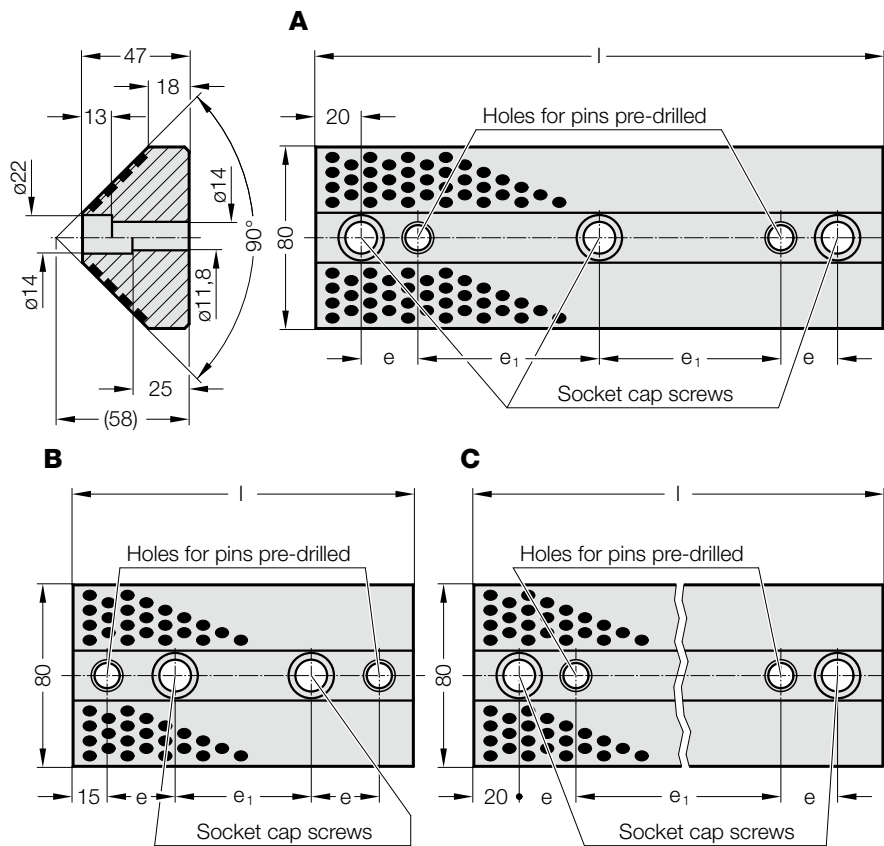 A
47
l
18
13
20
Holes for pins pre-drilled
ø22
ø14
90°
80
ø14
ø11,8
e
e₁
e₁
e
25
Socket cap screws
(58)
B
C
l
l
Holes for pins pre-drilled
Holes for pins pre-drilled
80
80
15
e
e₁
e
20
e
e₁
e
Socket cap screws
Socket cap screws